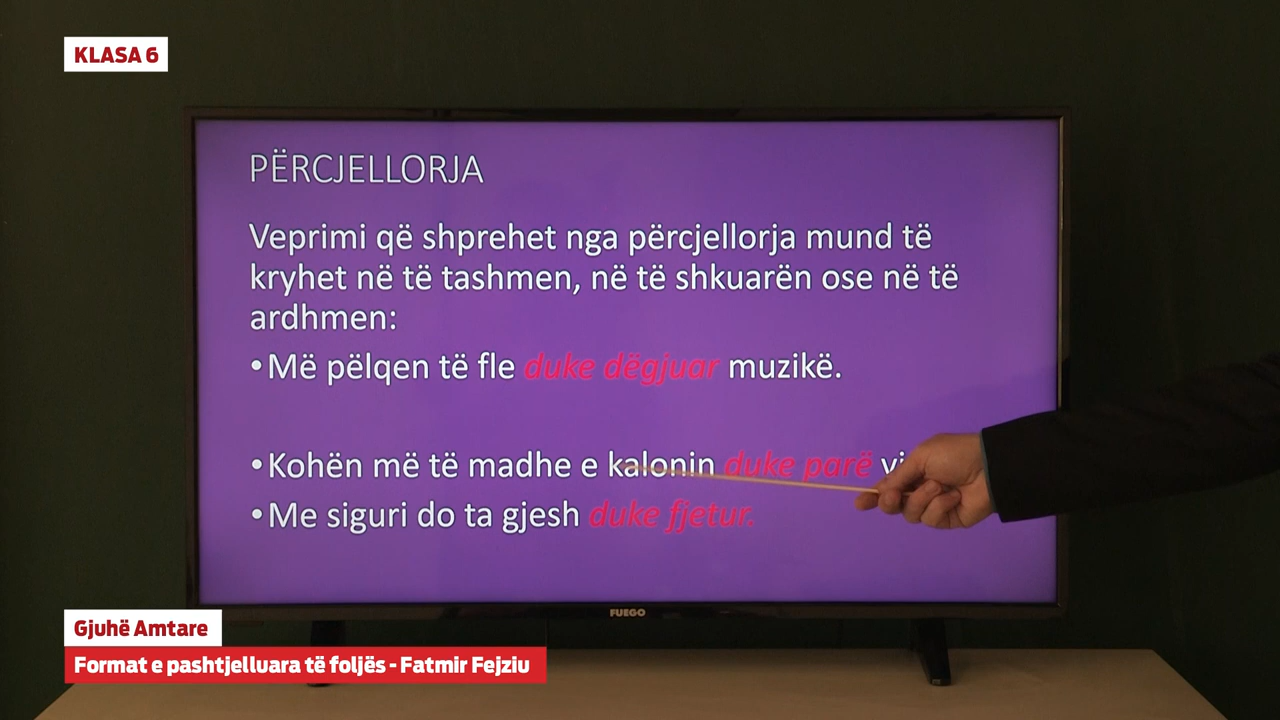 KLASA 6
PËRCJELLORJA
Veprimi që shprehet nga përcjellorja mund të
kryhet në të tashmen, në të shkuarën ose në të
ardhmen:
•Më pëlqen të fle duke dëgjuar muzikë.
•Kohën më të madhe e kalonin duke parë
•Me siguri do ta gjesh duke fjetur.
FUEGO
Gjuhë Amtare
Format e pashtjelluara të foljës - Fatmir Fejziu